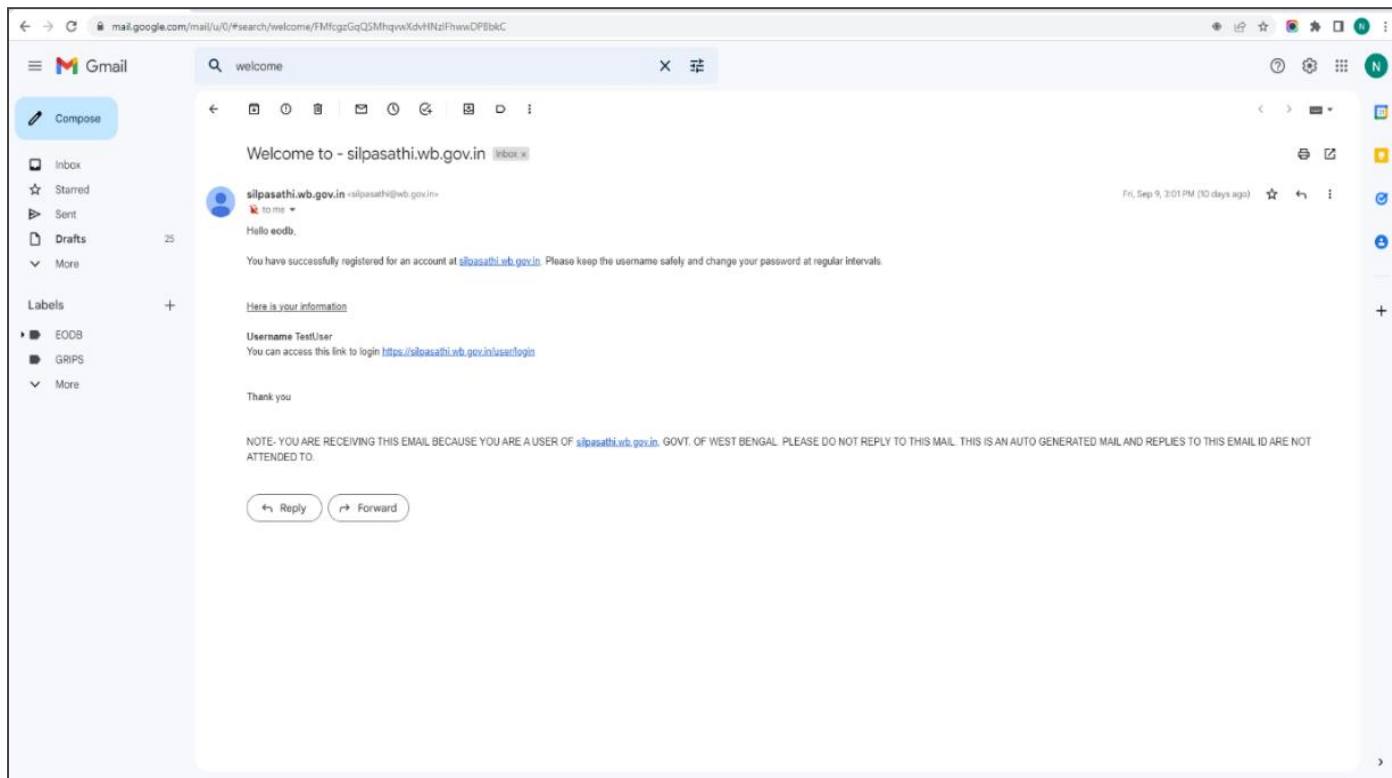 mail.google.com/mail/u/0/#search/welcome/
Gmail
welcome
N
Compose
Inbox
Starred
Sent
Drafts 25
More
Labels
EODB
GRIPS
More
Welcome to - silpasathi.wb.gov.in Inbox x
silpasathi.wb.gov.in <silpasathi@wb.gov.in> Fri, Sep 9, 3:01 PM (10 days ago)
to me
Hello eodb,
You have successfully registered for an account at silpasathi.wb.gov.in. Please keep the username safely and change your password at regular intervals.
Here is your information
Username TestUser
You can access this link to login https://silpasathi.wb.gov.in/user/login
Thank you
NOTE- YOU ARE RECEIVING THIS EMAIL BECAUSE YOU ARE A USER OF silpasathi.wb.gov.in, GOVT. OF WEST BENGAL. PLEASE DO NOT REPLY TO THIS MAIL. THIS IS AN AUTO GENERATED MAIL AND REPLIES TO THIS EMAIL ID ARE NOT
ATTENDED TO.
Reply Forward